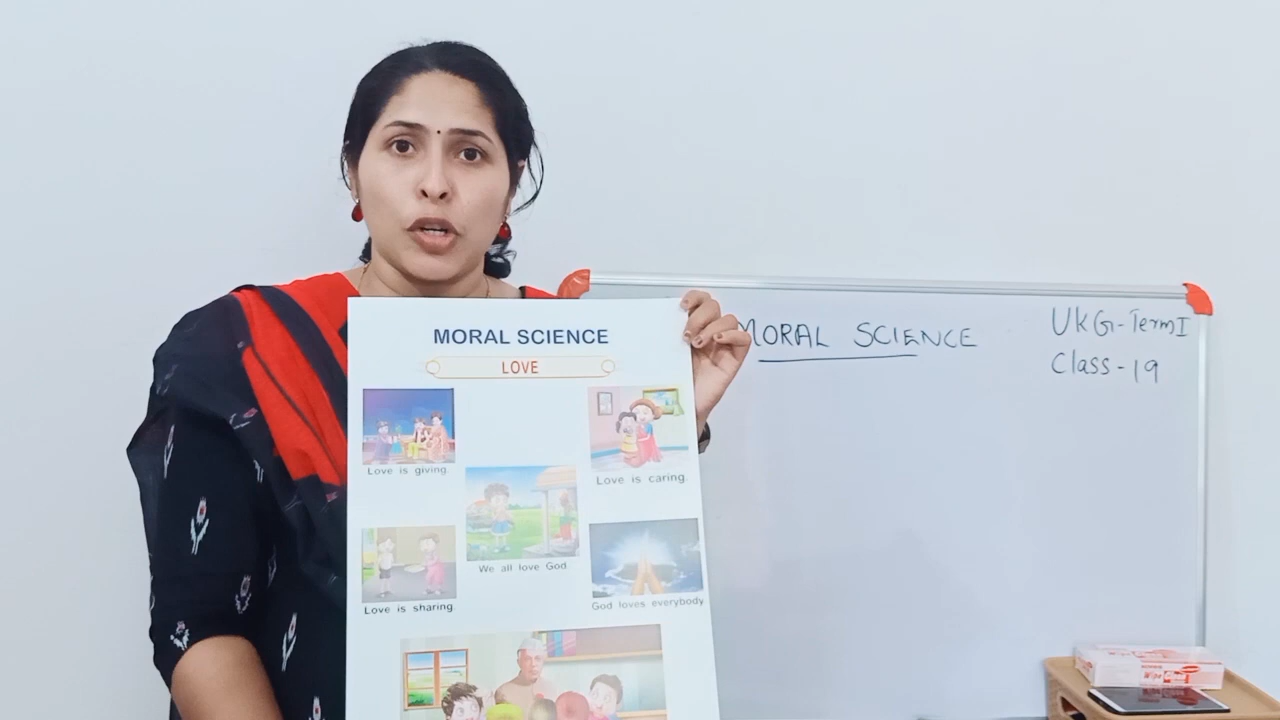 MORAL SCIENCE
LOVE
Love is giving.
Love is caring.
We all love God
Love is sharing.
God loves everybody
MORAL SCIENCE
UKG-Term I
Class-19